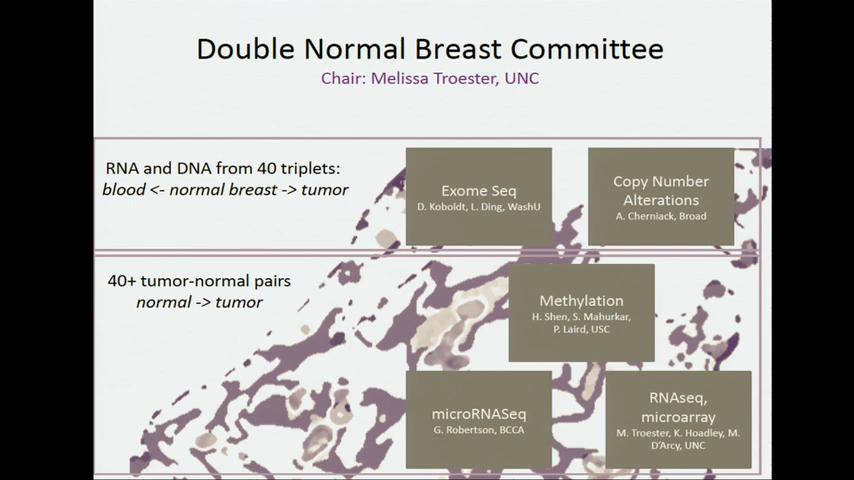 Double Normal Breast Committee
Chair: Melissa Troester, UNC
RNA and DNA from 40 triplets:
blood <- normal breast -> tumor
Exome Seq
D. Koboldt, L. Ding, WashU
Copy Number
Alterations
A. Cherniack, Broad
40+ tumor-normal pairs
normal -> tumor
Methylation
H. Shen, S. Mahurkar,
P. Laird, USC
microRNASeq
G. Robertson, BCCA
RNAseq,
microarray
M. Troester, K. Hoadley, M.
D'Arcy, UNC